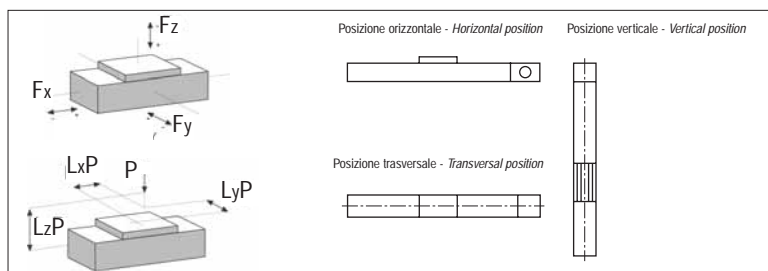 Fz
Fx
Fy
LxP
P
LyP
LzP
Posizione orizzontale - Horizontal position
Posizione verticale - Vertical position
Posizione trasversale - Transversal position